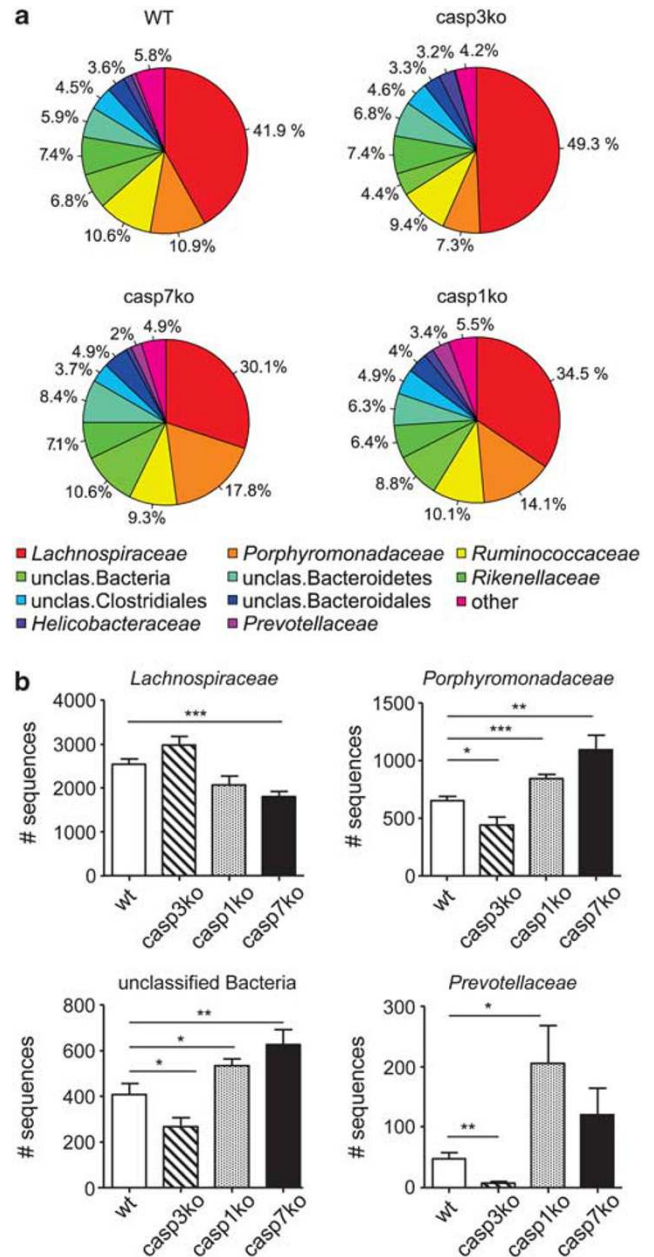 a
WT
casp3ko
3.6%
5.8%
4.5%
5.9%
7.4%
6.8%
10.6%
10.9%
41.9 %
3.2%
4.2%
3.3%
4.6%
6.8%
7.4%
4.4%
9.4%
7.3%
49.3 %
casp7ko
casp1ko
2%
4.9%
4.9%
3.7%
8.4%
7.1%
10.6%
9.3%
17.8%
30.1%
3.4%
5.5%
4%
4.9%
6.3%
6.4%
8.8%
10.1%
14.1%
34.5 %
Lachnospiraceae
Porphyromonadaceae
Ruminococcaceae
unclas.Bacteria
unclas.Bacteroidetes
Rikenellaceae
unclas.Clostridiales
unclas.Bacteroidales
other
Helicobacteraceae
Prevotellaceae
b
Lachnospiraceae
# sequences
4000
3000
2000
1000
0
***
wt
casp3ko
casp1ko
casp7ko
Porphyromonadaceae
# sequences
1500
1000
500
0
**
***
*
wt
casp3ko
casp1ko
casp7ko
unclassified Bacteria
# sequences
800
600
400
200
0
**
*
*
wt
casp3ko
casp1ko
casp7ko
Prevotellaceae
# sequences
300
200
100
0
*
**
wt
casp3ko
casp1ko
casp7ko